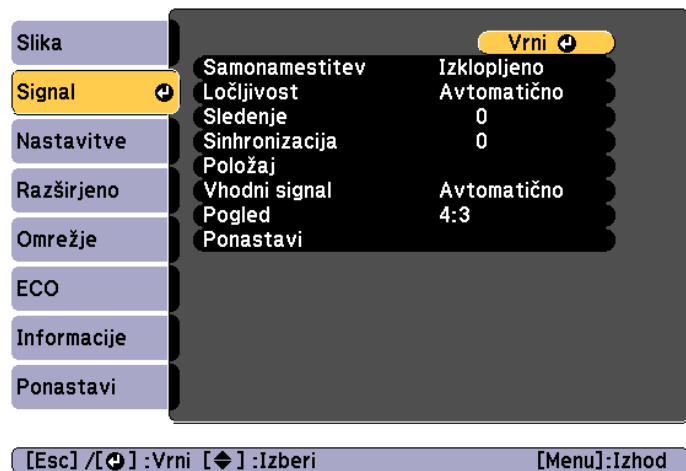 Slika
Signal
Nastavitve
Razširjeno
Omrežje
ECO
Informacije
Ponastavi
Vrni
Samonamestitev Izklopljeno
Ločljivost Avtomatično
Sledenje 0
Sinhronizacija 0
Položaj
Vhodni signal Avtomatično
Pogled 4:3
Ponastavi
[Esc] /[⏎] :Vrni [◆] :Izberi [Menu]:Izhod